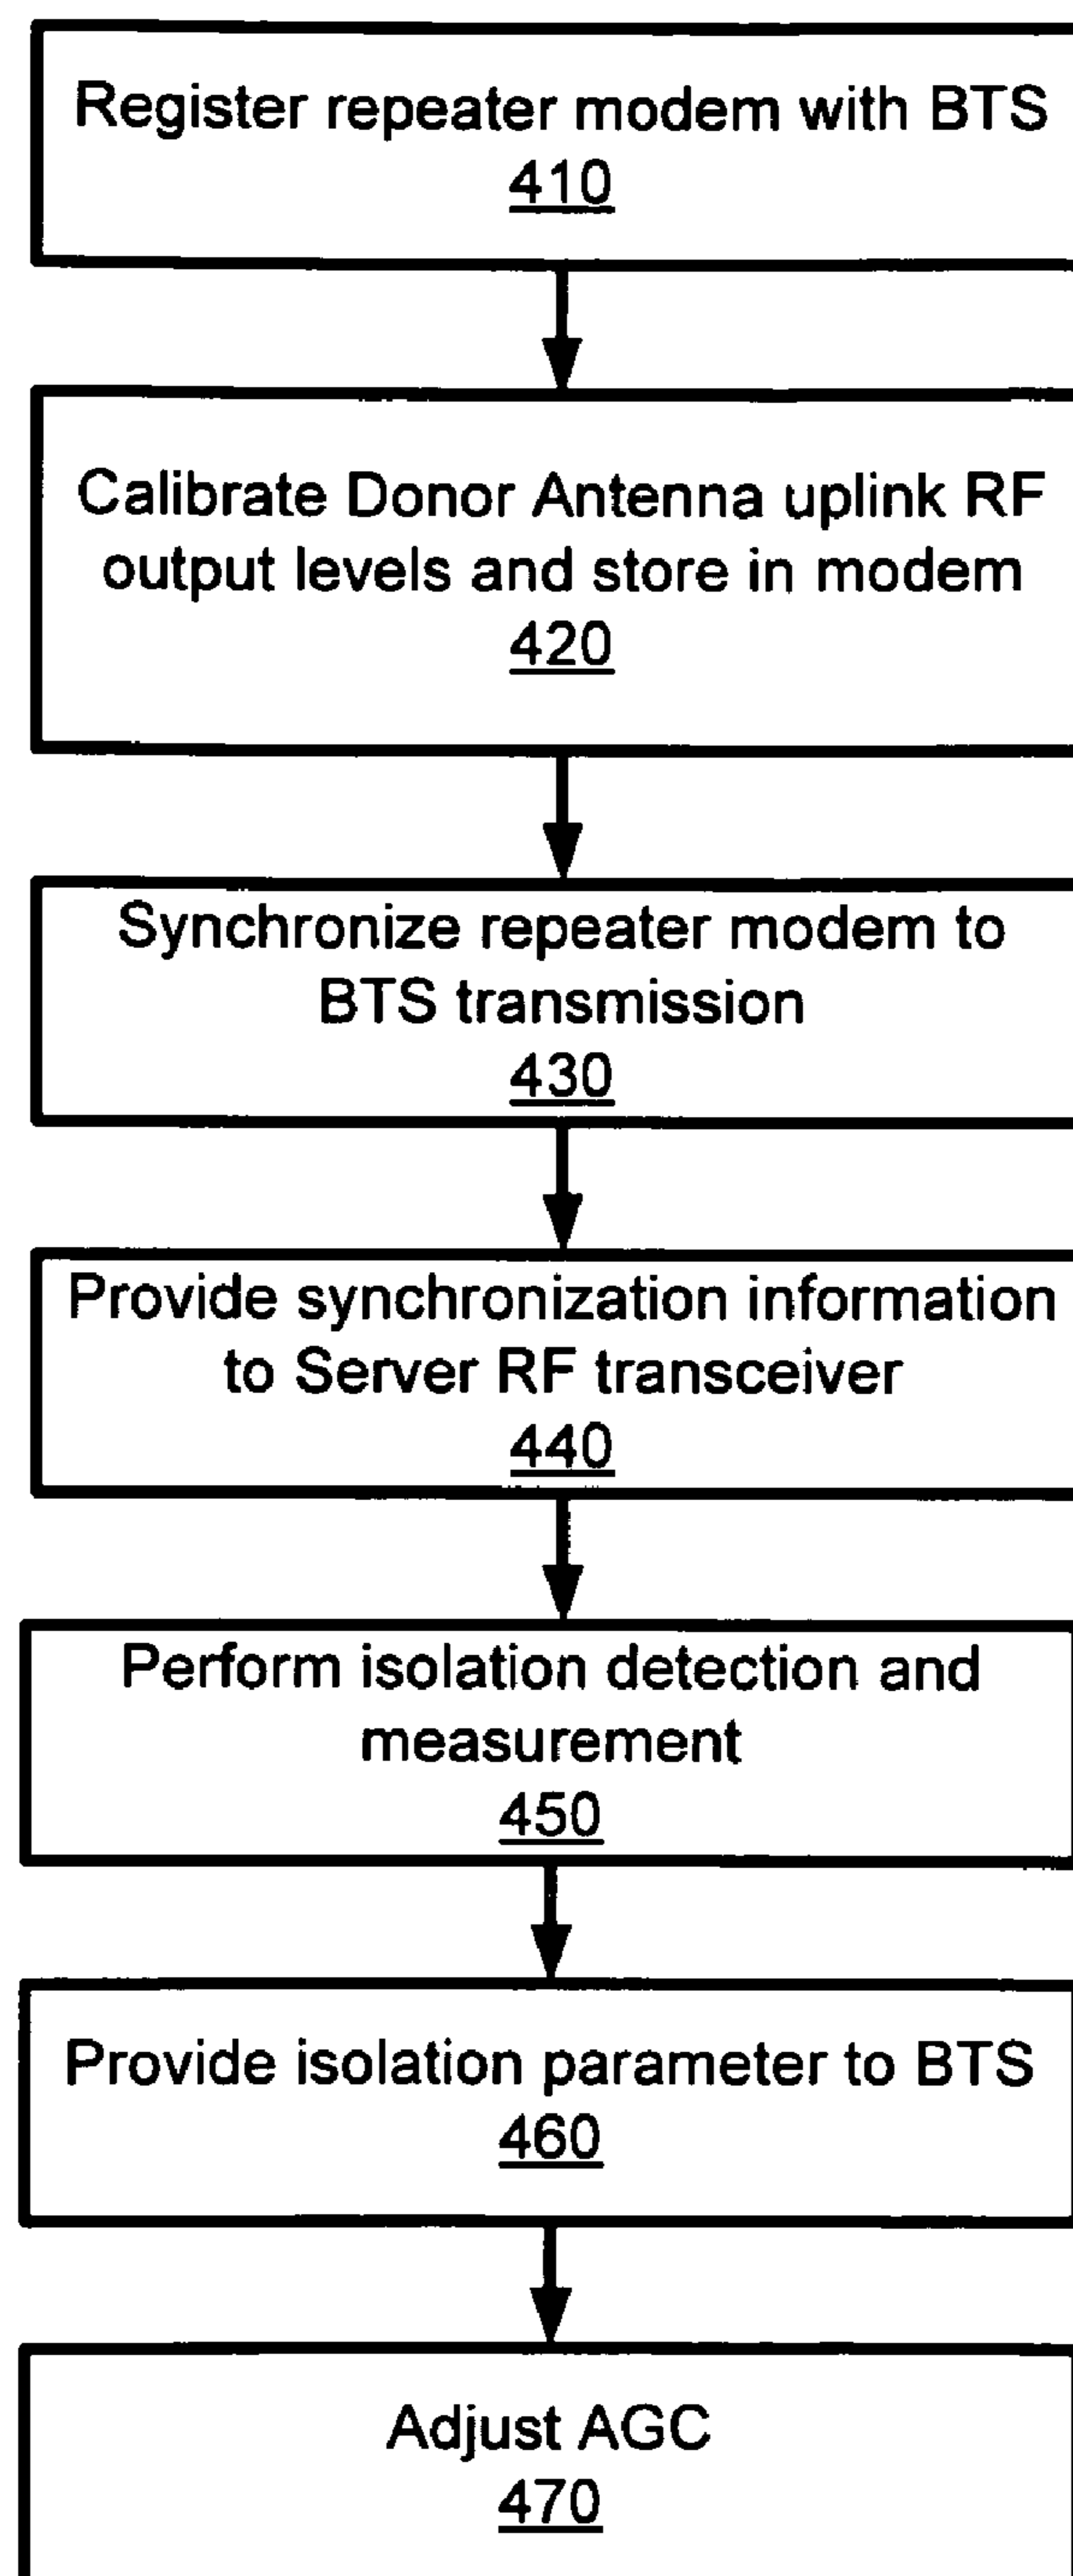 Register repeater modem with BTS
410
Calibrate Donor Antenna uplink RF
output levels and store in modem
420
Synchronize repeater modem to
BTS transmission
430
Provide synchronization information
to Server RF transceiver
440
Perform isolation detection and
measurement
450
Provide isolation parameter to BTS
460
Adjust AGC
470